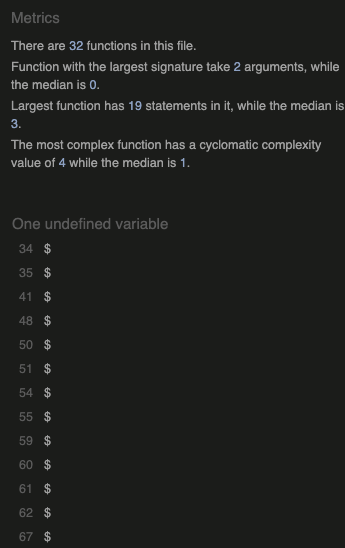 Metrics
There are 32 functions in this file.
Function with the largest signature take 2 arguments, while
the median is 0.
Largest function has 19 statements in it, while the median is
3.
The most complex function has a cyclomatic complexity
value of 4 while the median is 1.
One undefined variable
34 $
35 $
41 $
48 $
50 $
51 $
54 $
55 $
59 $
60 $
61 $
62 $
67 $